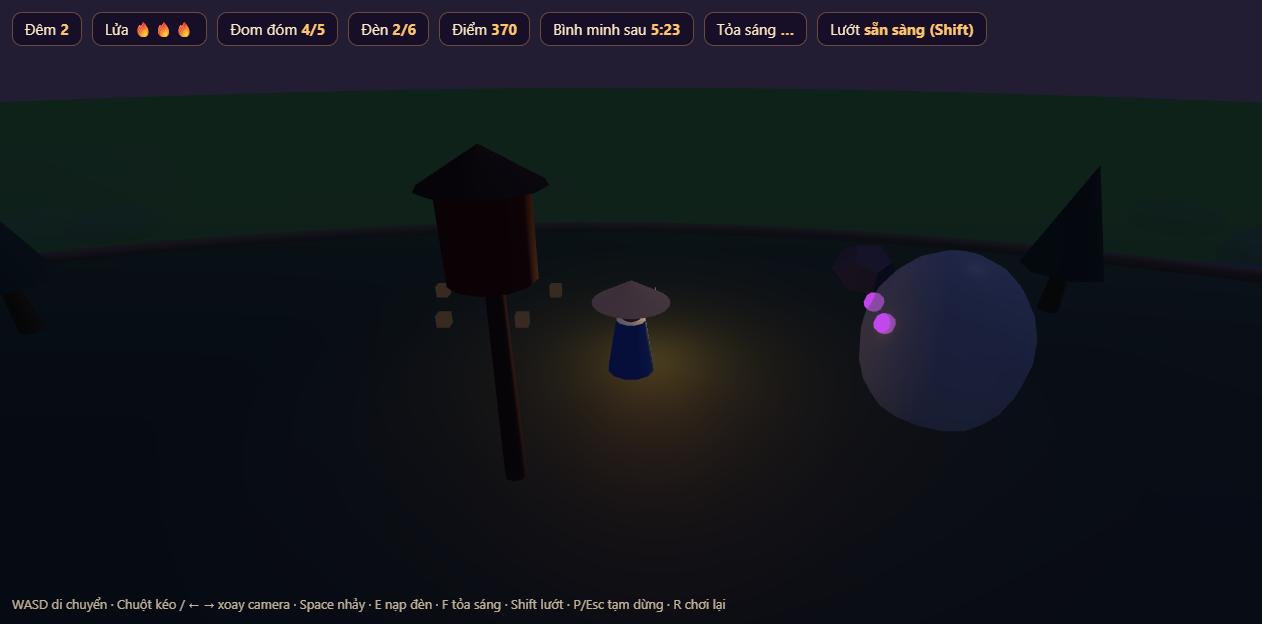 Đêm 2 Lửa 🔥 🔥 🔥 Đom đóm 4/5 Đèn 2/6 Điểm 370 Bình minh sau 5:23 Tỏa sáng ... Lướt sẵn sàng (Shift)
WASD di chuyển · Chuột kéo / ← → xoay camera · Space nhảy · E nạp đèn · F tỏa sáng · Shift lướt · P/Esc tạm dừng · R chơi lại